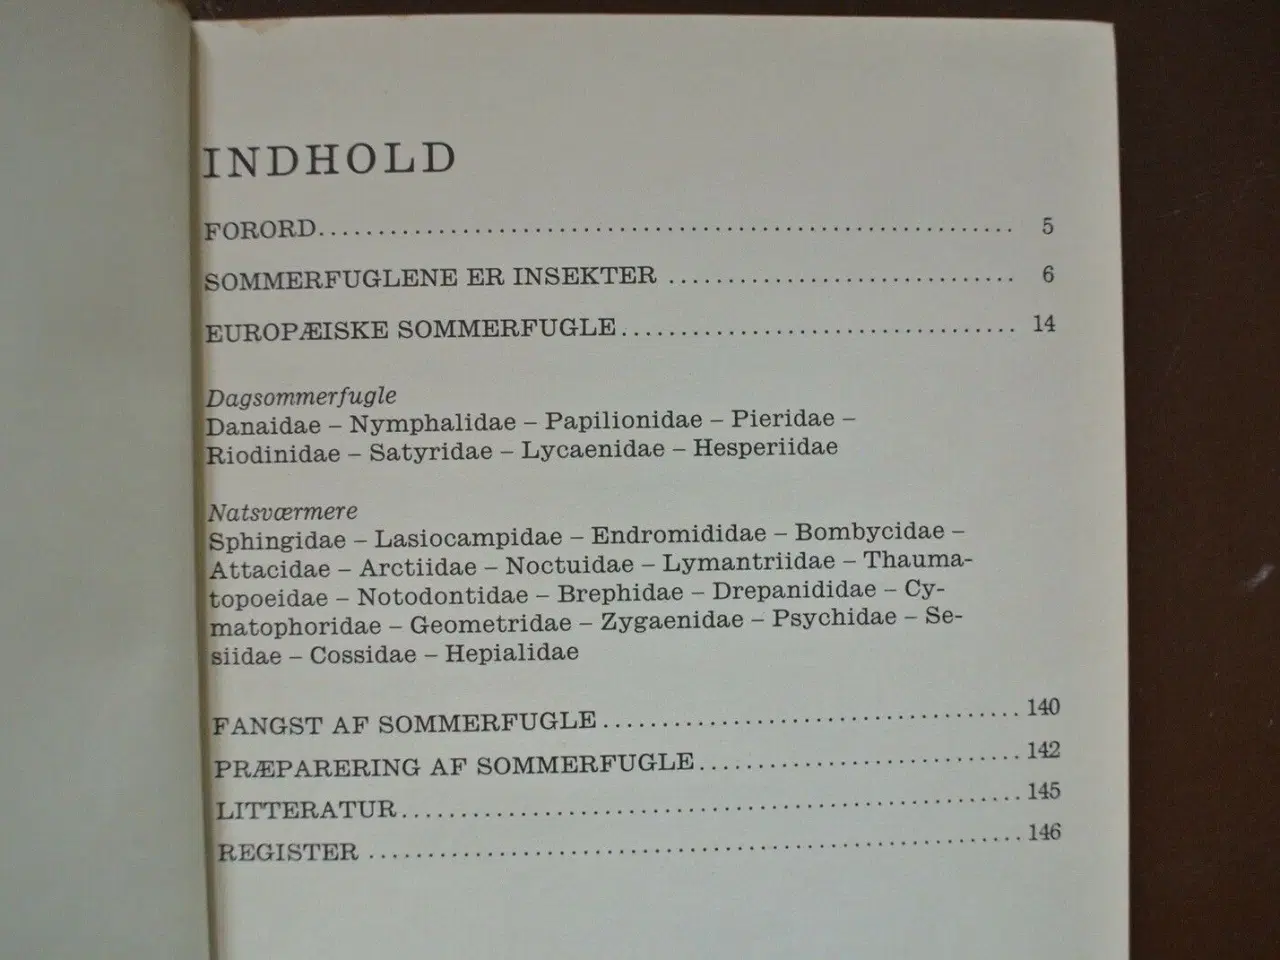 INDHOLD
FORORD........................................................... 5
SOMMERFUGLENE ER INSEKTER ............................. 6
EUROPÆISKE SOMMERFUGLE................................. 14
Dagsommerfugle
Danaidae – Nymphalidae – Papilionidae – Pieridae –
Riodinidae – Satyridae – Lycaenidae – Hesperiidae
Natsværmere
Sphingidae – Lasiocampidae – Endromididae – Bombycidae –
Attacidae – Arctiidae – Noctuidae – Lymantriidae – Thauma-
topoeidae – Notodontidae – Brephidae – Drepanididae – Cy-
matophoridae – Geometridae – Zygaenidae – Psychidae – Se-
siidae – Cossidae – Hepialidae
FANGST AF SOMMERFUGLE................................... 140
PRÆPARERING AF SOMMERFUGLE........................... 142
LITTERATUR.................................................... 145
REGISTER ....................................................... 146